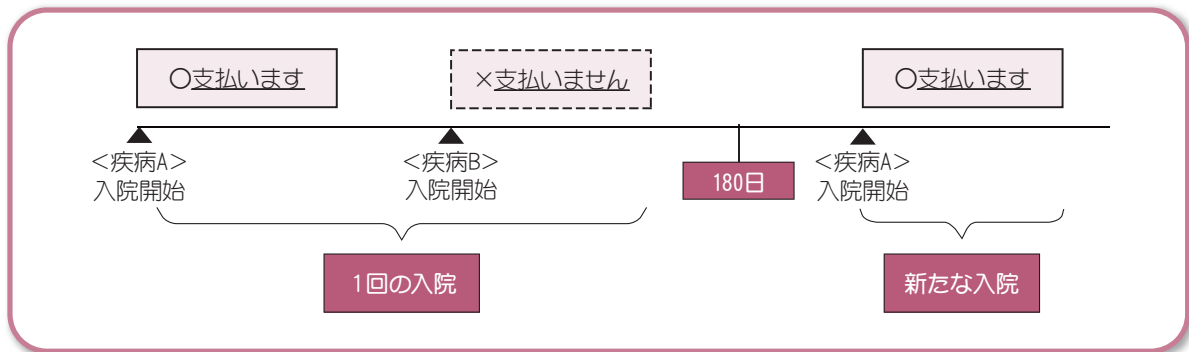 〇支払います
×支払いません
〇支払います
<疾病A>
入院開始
<疾病B>
入院開始
180日
<疾病A>
入院開始
1回の入院
新たな入院